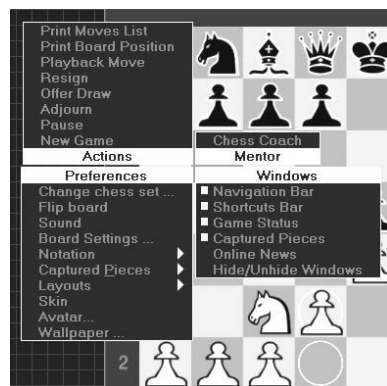 Print Moves List
Print Board Position
Playback Move
Resign
Offer Draw
Adjourn
Pause
New Game
Actions
Chess Coach
Mentor
Preferences
Change chess set ...
Flip board
Sound
Board Settings ...
Notation
Captured Pieces
Layouts
Skin
Avatar...
Wallpaper ...
Windows
Navigation Bar
Shortcuts Bar
Game Status
Captured Pieces
Online News
Hide/Unhide Windows
2